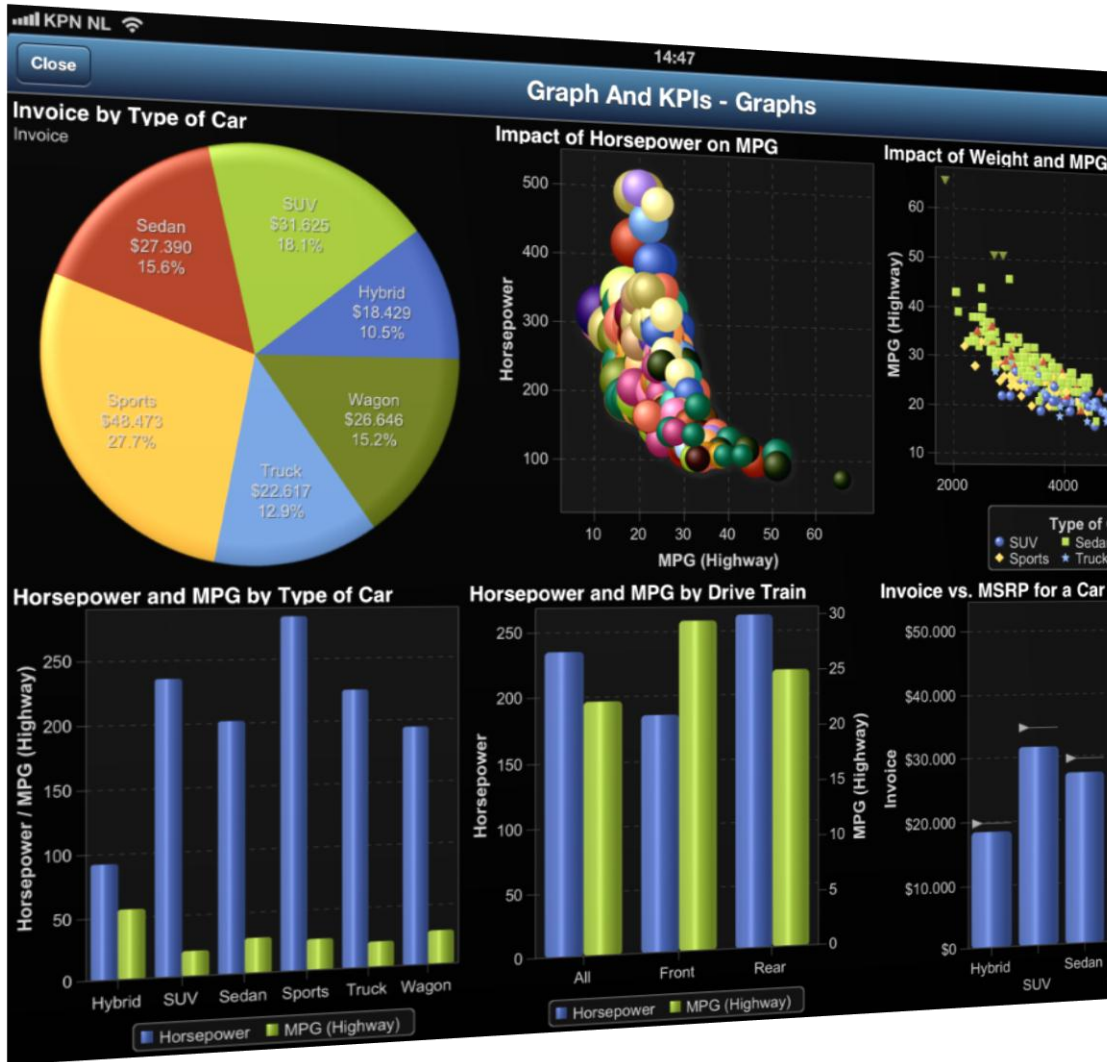 KPN NL
14:47
Close
Graph And KPIs - Graphs
Invoice by Type of Car
Invoice
Sedan
$27.390
15.6%
SUV
$31.625
18.1%
Hybrid
$18.429
10.5%
Sports
$48.473
27.7%
Wagon
$26.646
15.2%
Truck
$22.617
12.9%
Impact of Horsepower on MPG
Horsepower
500
400
300
200
100
10 20 30 40 50 60
MPG (Highway)
Impact of Weight and MPG
MPG (Highway)
60
50
40
30
20
10
2000 4000
Type of
SUV Sedan
Sports Truck
Horsepower and MPG by Type of Car
Horsepower / MPG (Highway)
250
200
150
100
50
0
Hybrid SUV Sedan Sports Truck Wagon
Horsepower MPG (Highway)
Horsepower and MPG by Drive Train
Horsepower
250
200
150
100
50
0
30
25
20
15
10
5
0
MPG (Highway)
All Front Rear
Horsepower MPG (Highway)
Invoice vs. MSRP for a Car
Invoice
$50.000
$40.000
$30.000
$20.000
$10.000
$0
Hybrid SUV Sedan